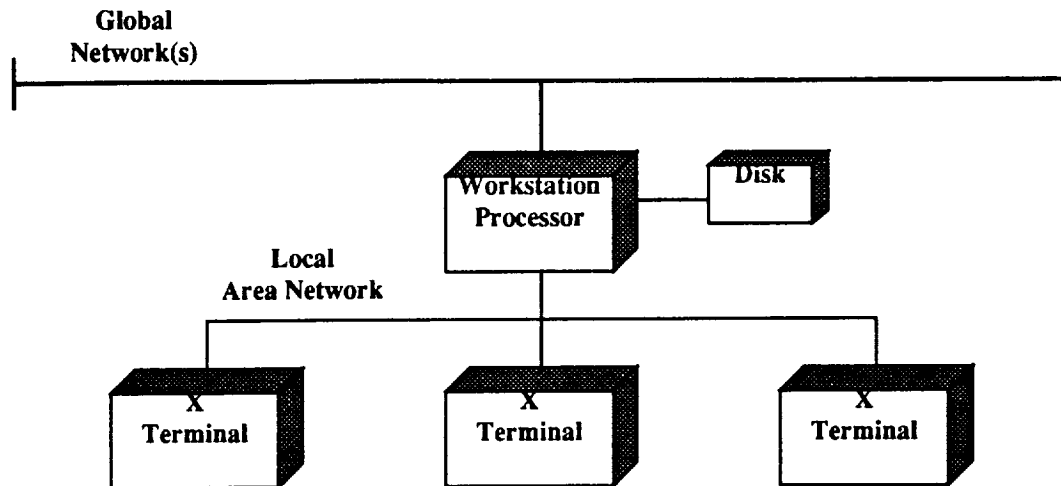 Global
Network(s)
Workstation
Processor
Disk
Local
Area Network
X
Terminal
X
Terminal
X
Terminal